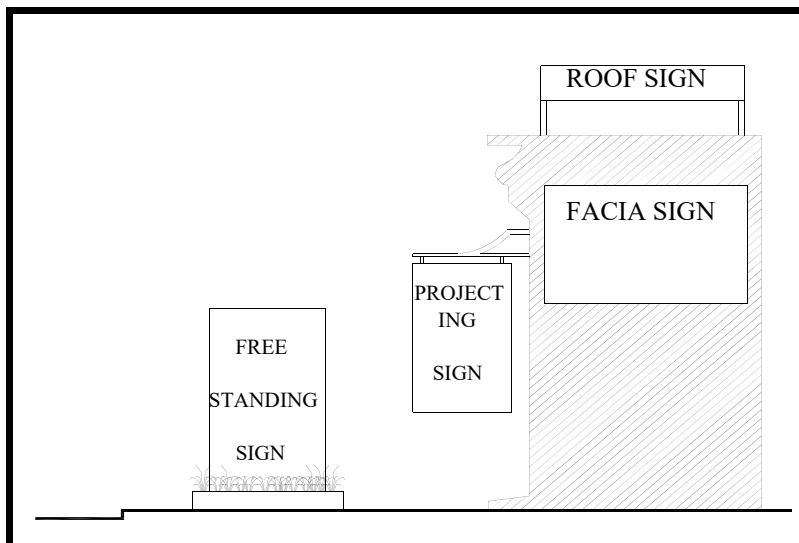 ROOF SIGN
FACIA SIGN
PROJECT
ING
SIGN
FREE
STANDING
SIGN